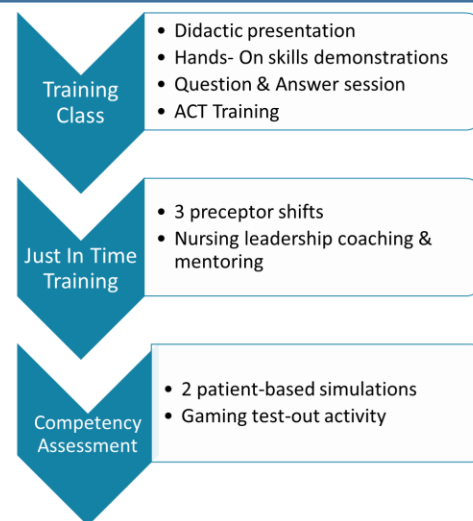 Training
Class
• Didactic presentation
• Hands- On skills demonstrations
• Question & Answer session
• ACT Training
Just In Time
Training
• 3 preceptor shifts
• Nursing leadership coaching &
mentoring
Competency
Assessment
• 2 patient-based simulations
• Gaming test-out activity